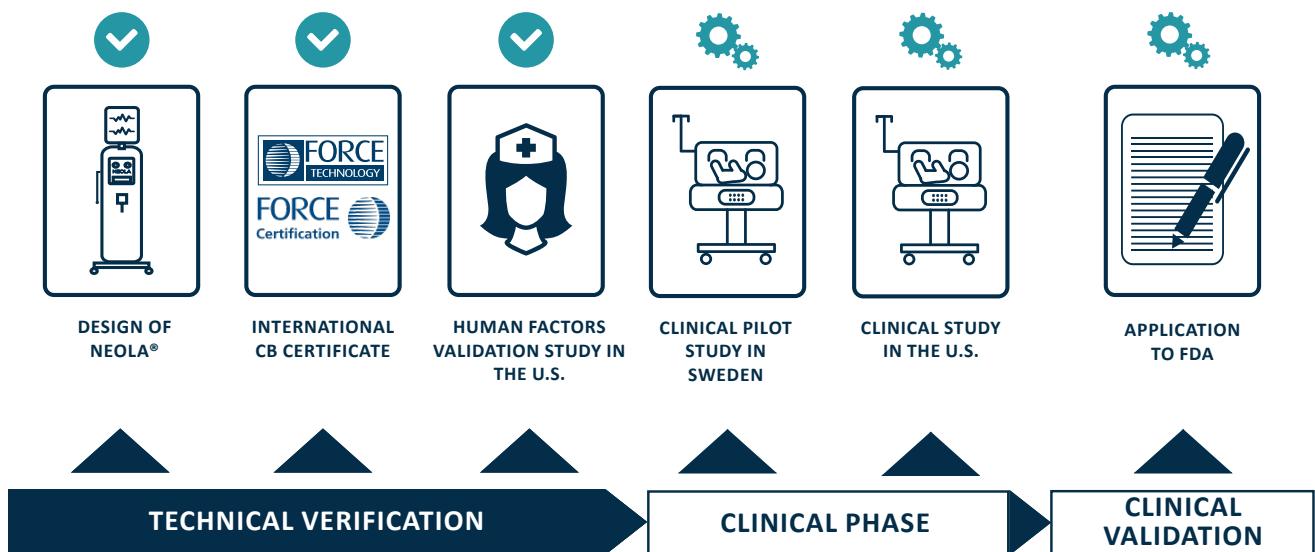 NEOLA
FORCE
TECHNOLOGY
FORCE
Certification
DESIGN OF
NEOLA®
INTERNATIONAL
CB CERTIFICATE
HUMAN FACTORS
VALIDATION STUDY IN
THE U.S.
CLINICAL PILOT
STUDY IN
SWEDEN
CLINICAL STUDY
IN THE U.S.
APPLICATION
TO FDA
TECHNICAL VERIFICATION
CLINICAL PHASE
CLINICAL
VALIDATION